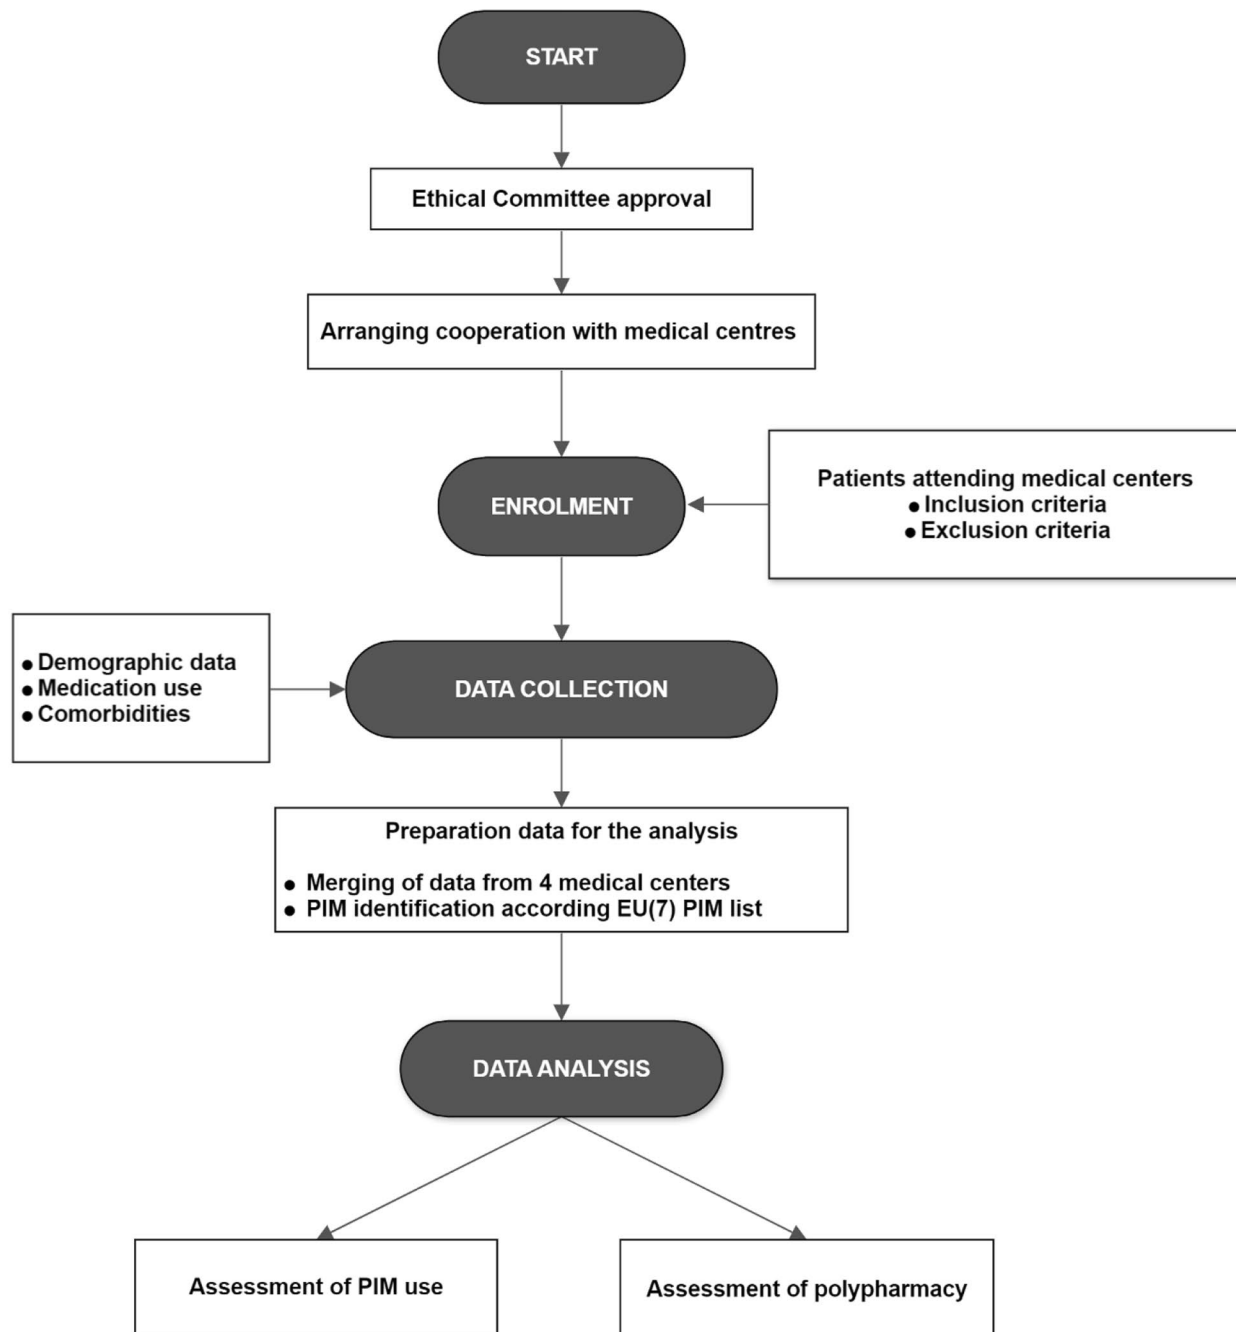 START
Ethical Committee approval
Arranging cooperation with medical centres
ENROLMENT
Patients attending medical centers
● Inclusion criteria
● Exclusion criteria
● Demographic data
● Medication use
● Comorbidities
DATA COLLECTION
Preparation data for the analysis
● Merging of data from 4 medical centers
● PIM identification according EU(7) PIM list
DATA ANALYSIS
Assessment of PIM use
Assessment of polypharmacy